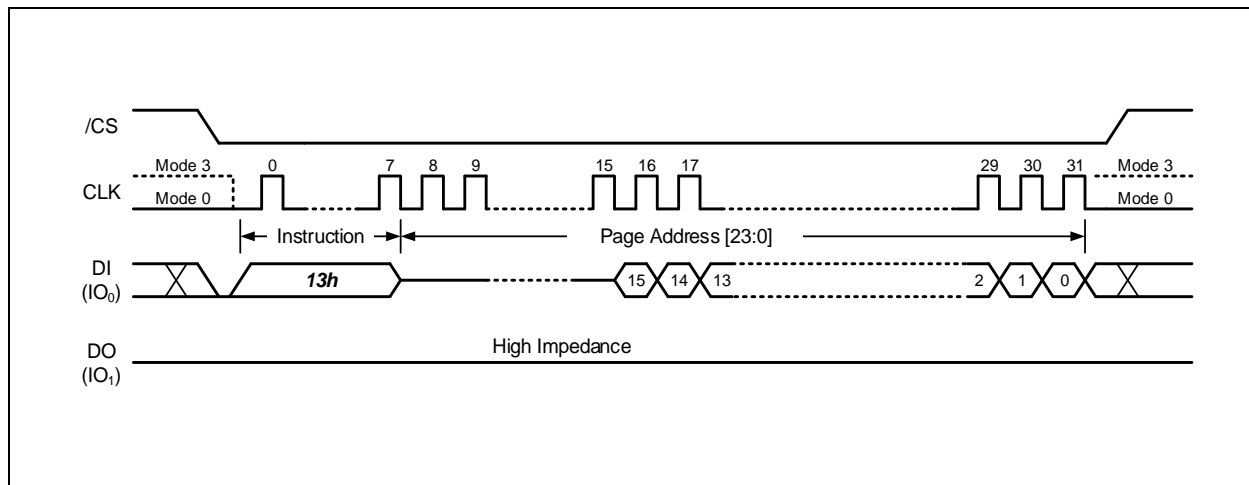 /CS
Mode 3 0 7 8 9 15 16 17 29 30 31 Mode 3
CLK
Mode 0 Mode 0
Instruction Page Address [23:0]
DI
(IO₀)
13h 15 14 13 2 1 0
DO
(IO₁)
High Impedance